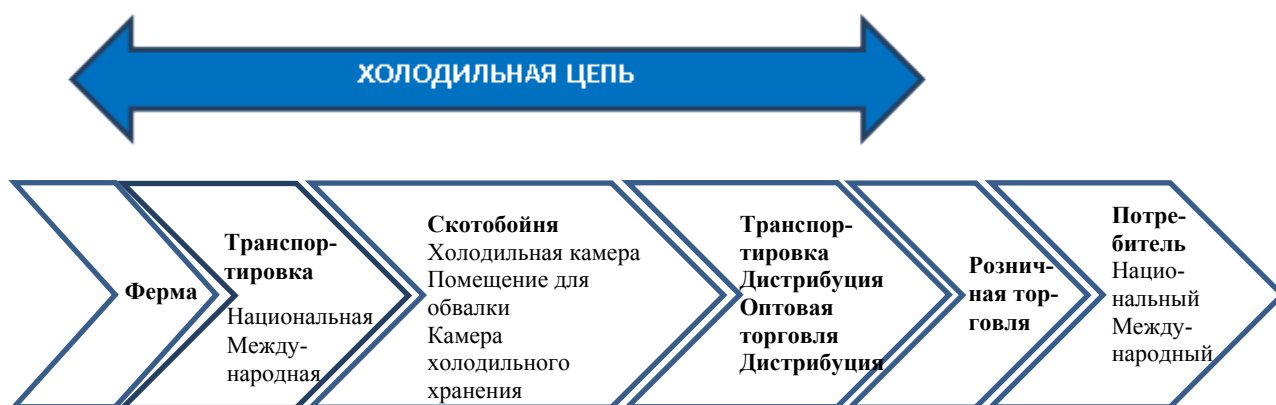 ХОЛОДИЛЬНАЯ ЦЕПЬ
Ферма
Транспор-
тировка
Национальная
Между-
народная
Скотобойня
Холодильная камера
Помещение для
обвалки
Камера
холодильного
хранения
Транспор-
тировка
Дистрибуция
Оптовая
торговля
Дистрибуция
Рознич-
ная тор-
говля
Потре-
битель
Нацио-
нальный
Между-
народный